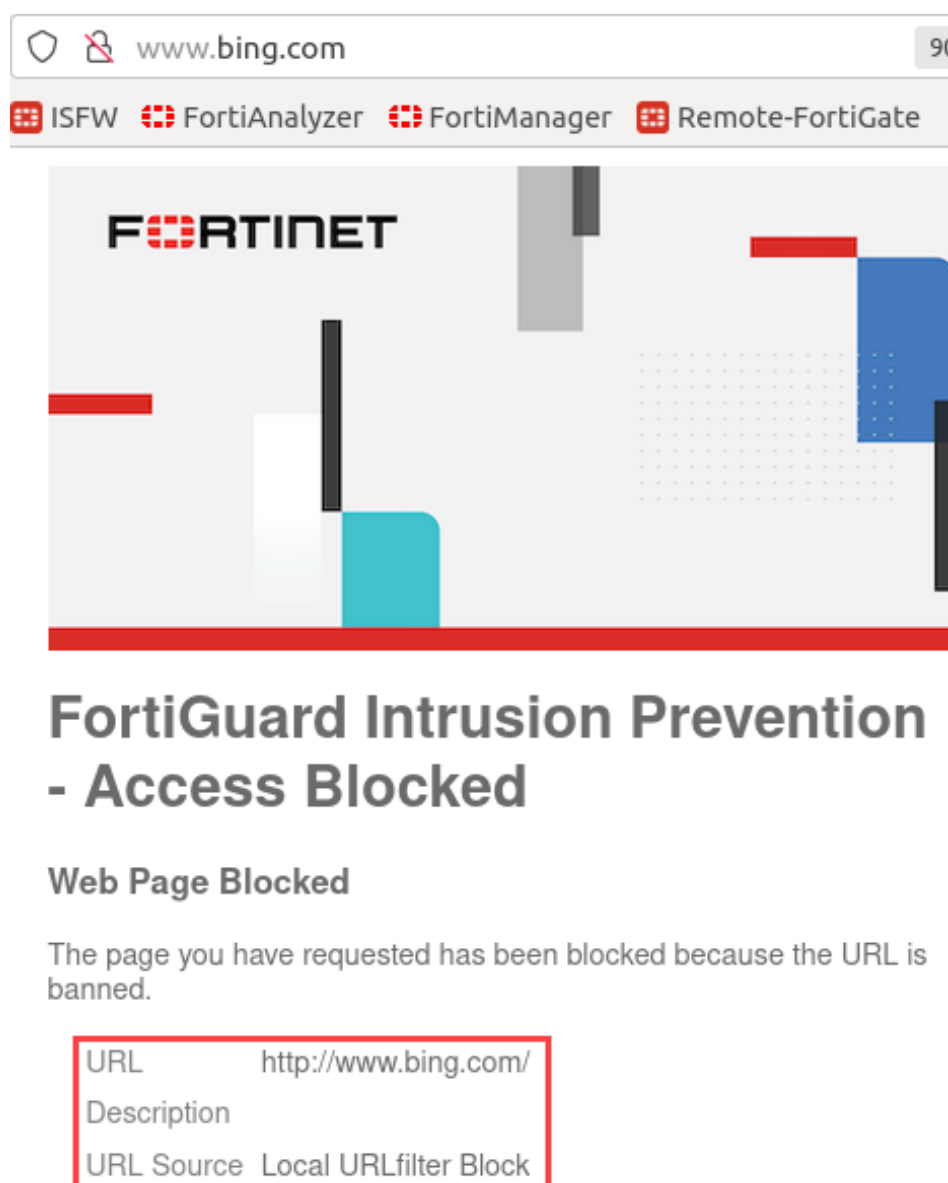 www.bing.com 90
ISFW FortiAnalyzer FortiManager Remote-FortiGate
FORTINET
FortiGuard Intrusion Prevention
- Access Blocked
Web Page Blocked
The page you have requested has been blocked because the URL is
banned.
URL http://www.bing.com/
Description
URL Source Local URLfilter Block